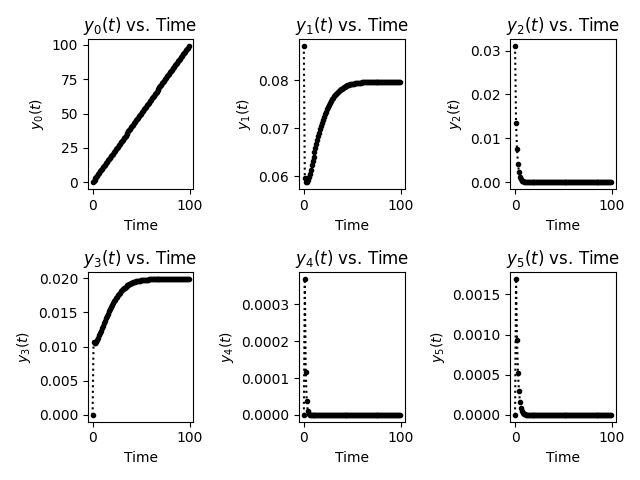 y₀(t) vs. Time
y₁(t) vs. Time
y₂(t) vs. Time
100
75
50
25
0
y₀(t)
0
100
Time
0.08
0.07
0.06
y₁(t)
0
100
Time
0.03
0.02
0.01
0.00
y₂(t)
0
100
Time
y₃(t) vs. Time
y₄(t) vs. Time
y₅(t) vs. Time
0.020
0.015
0.010
0.005
0.000
y₃(t)
0
100
Time
0.0003
0.0002
0.0001
0.0000
y₄(t)
0
100
Time
0.0015
0.0010
0.0005
0.0000
y₅(t)
0
100
Time